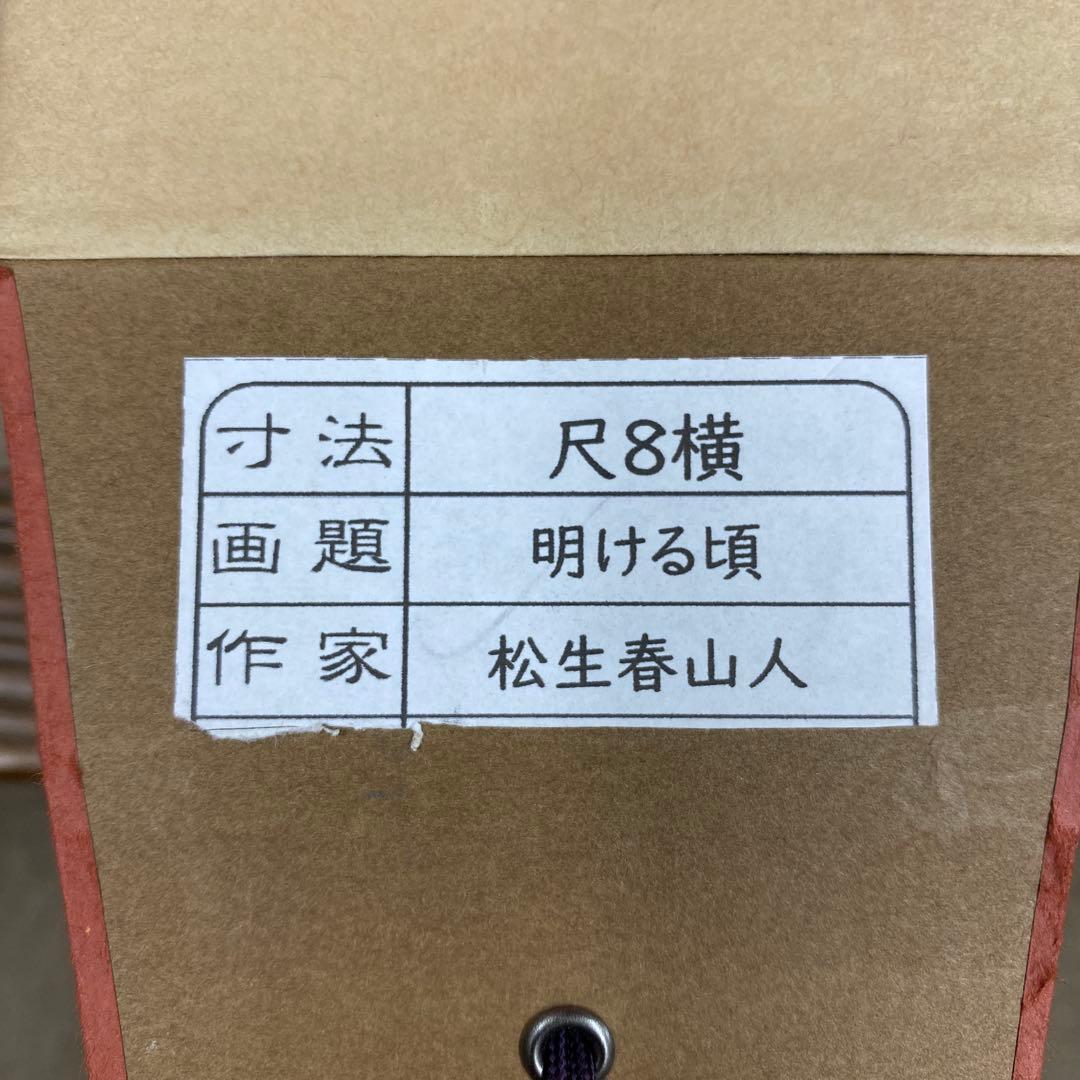 寸法 尺8横
画題 明ける頃
作家 松生春山人